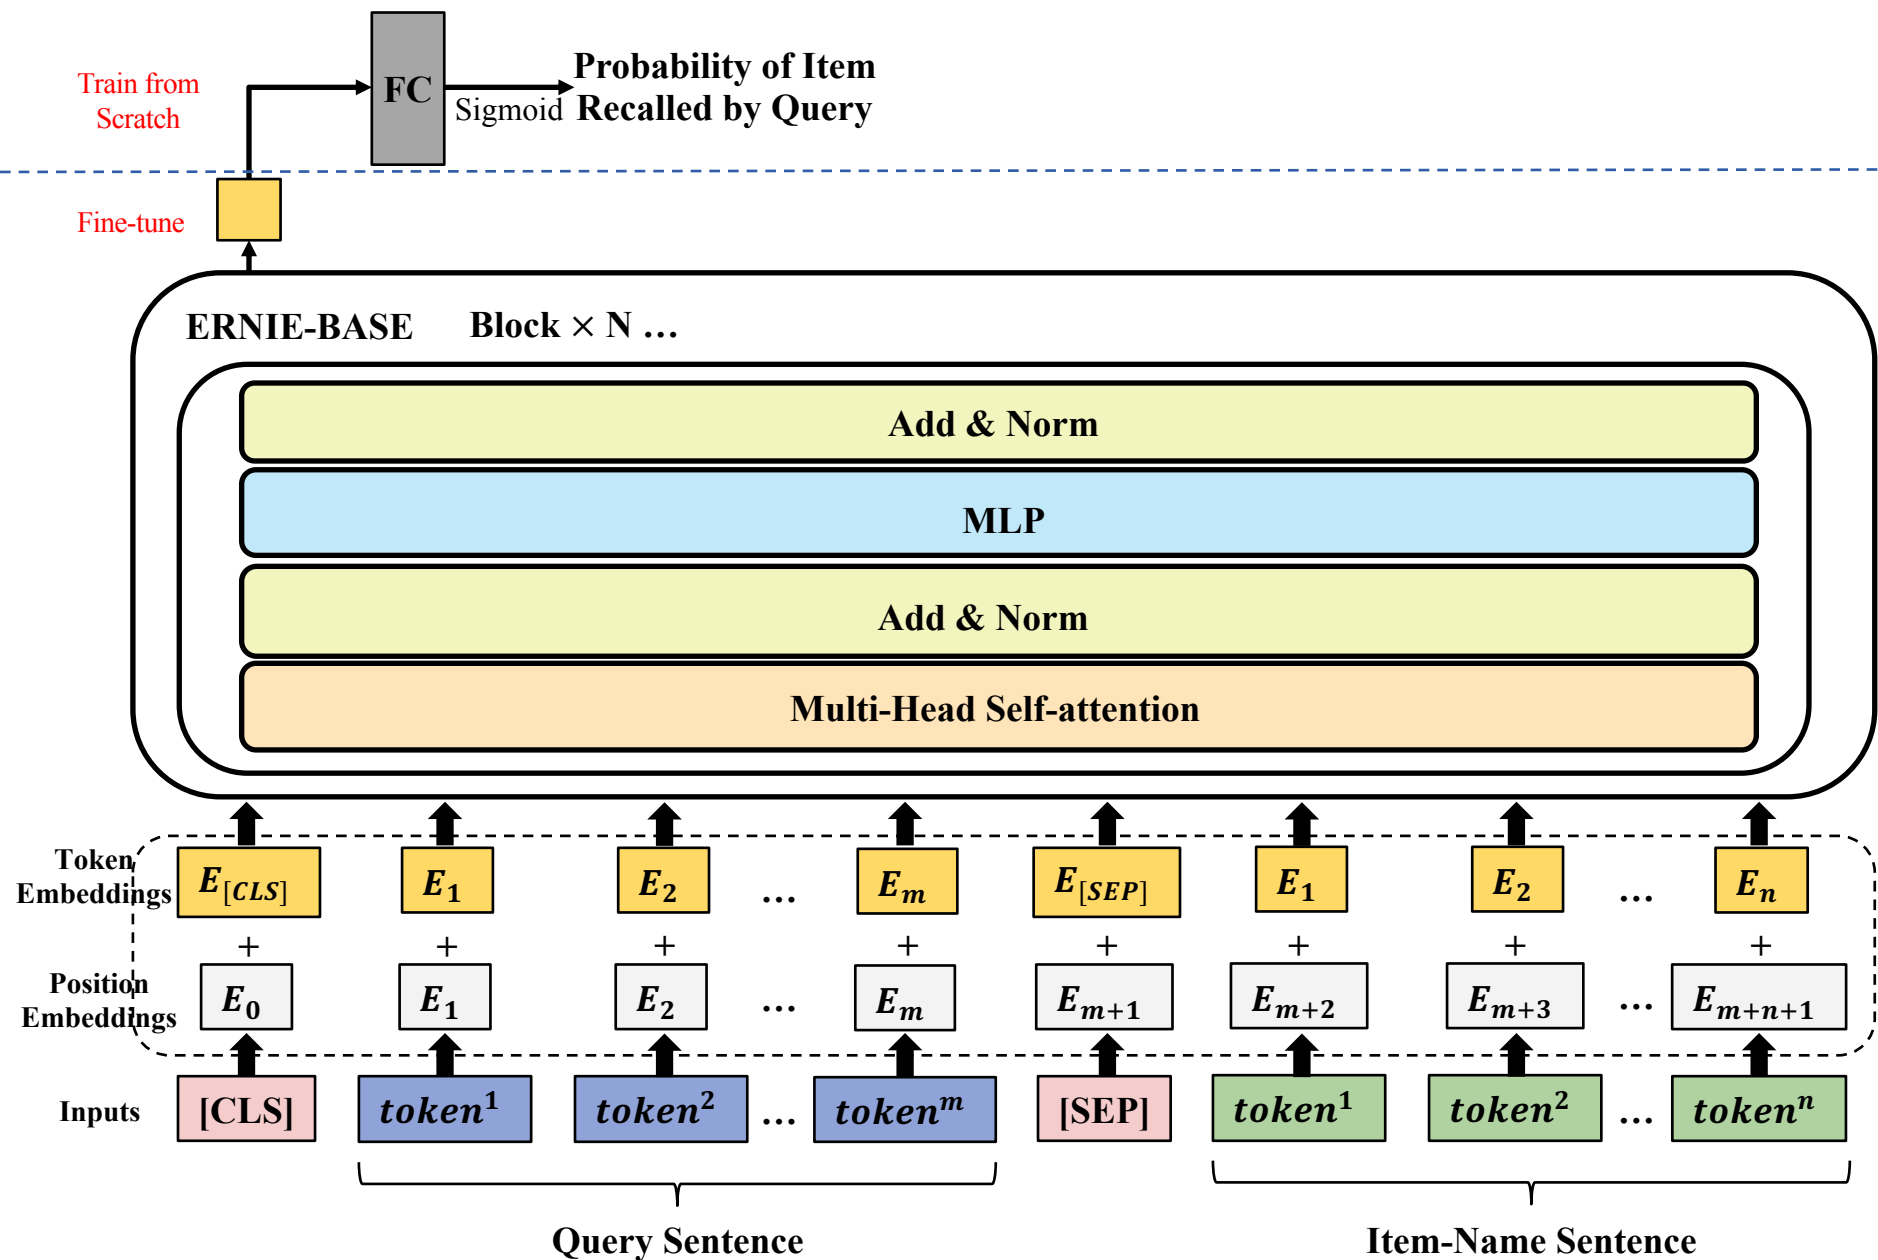 Train from
Scratch
FC
Sigmoid
Probability of Item
Recalled by Query
Fine-tune
ERNIE-BASE Block × N ...
Add & Norm
MLP
Add & Norm
Multi-Head Self-attention
Token
Embeddings
E[CLS] E1 E2 ... Em E[SEP] E1 E2 ... En
+ + + + + + + +
Position
Embeddings
E0 E1 E2 ... Em Em+1 Em+2 Em+3 ... Em+n+1
Inputs [CLS] token¹ token² ... tokenᵐ [SEP] token¹ token² ... tokenⁿ
Query Sentence Item-Name Sentence